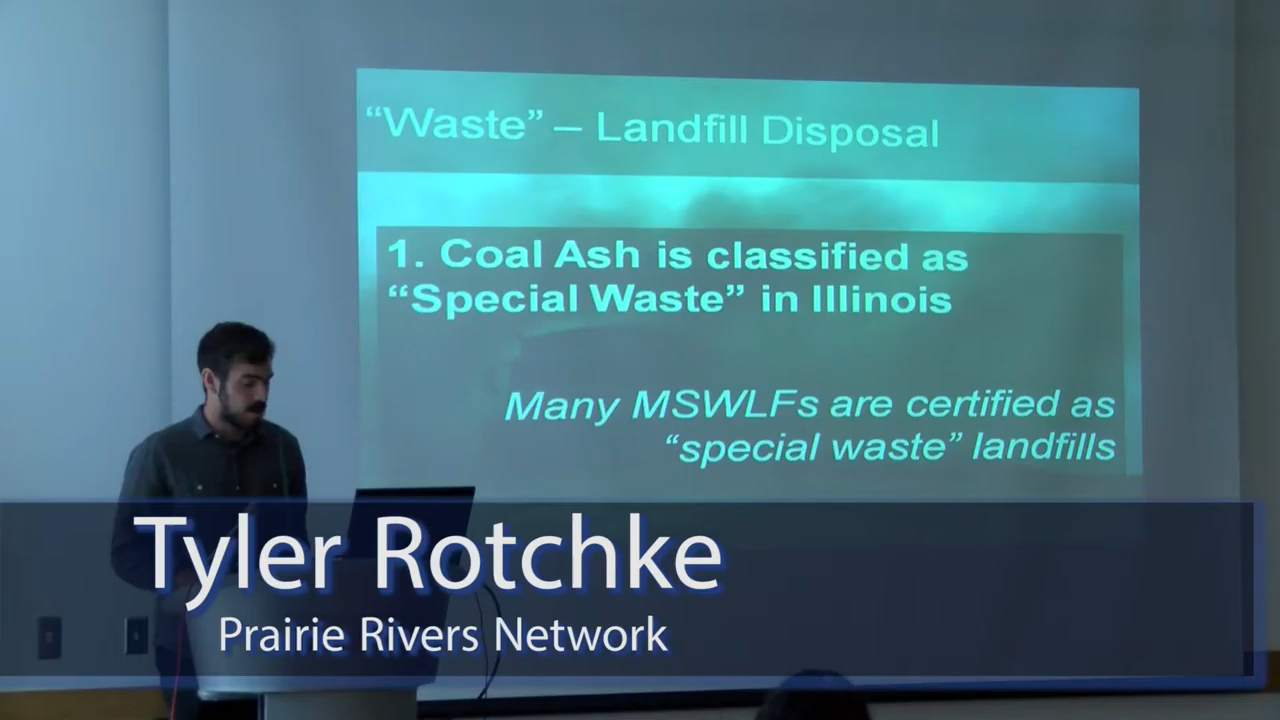 “Waste” – Landfill Disposal
1. Coal Ash is classified as
“Special Waste” in Illinois
Many MSWLFs are certified as
“special waste” landfills
Tyler Rotchke
Prairie Rivers Network